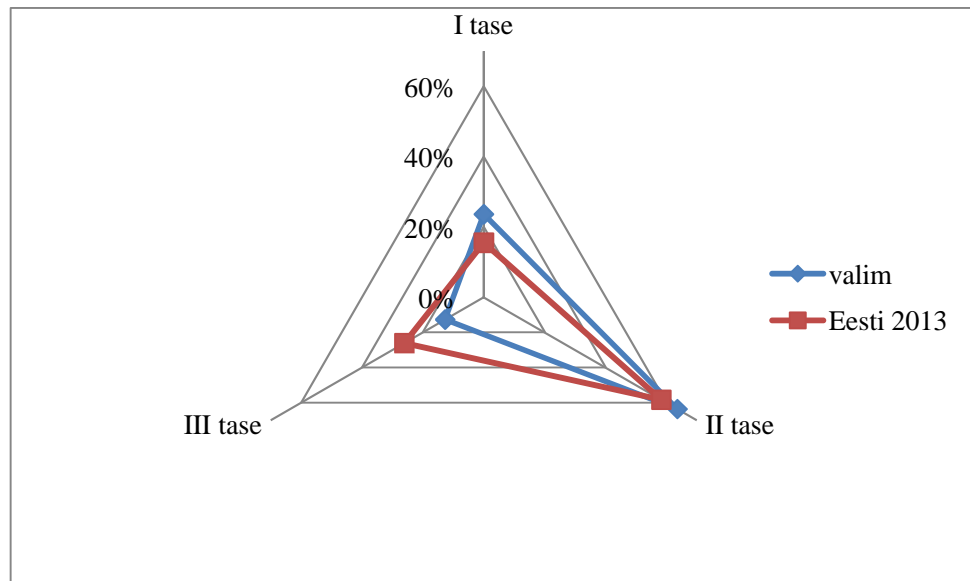 I tase
60%
40%
20%
0%
valim
Eesti 2013
III tase
II tase